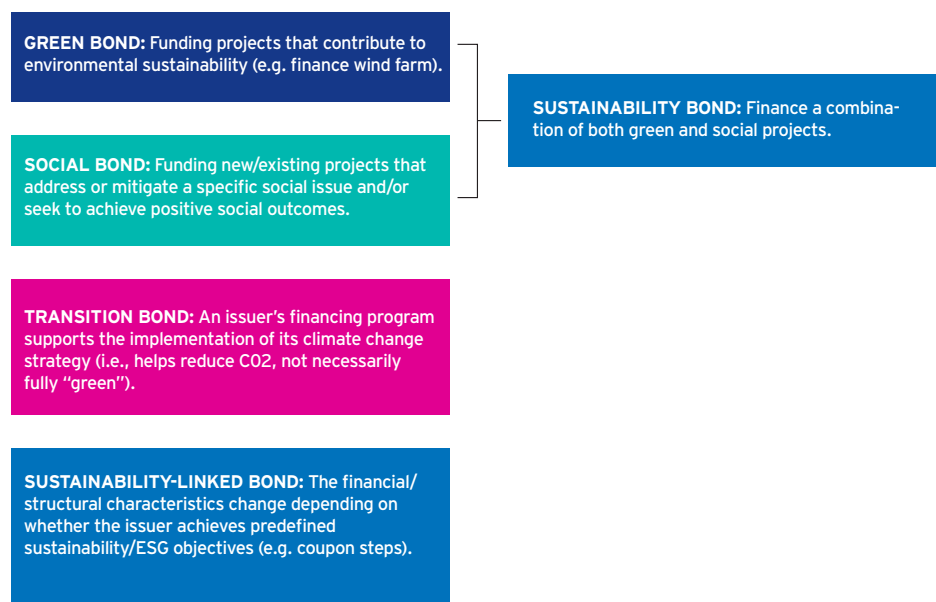 GREEN BOND: Funding projects that contribute to
environmental sustainability (e.g. finance wind farm).
SUSTAINABILITY BOND: Finance a combina-
tion of both green and social projects.
SOCIAL BOND: Funding new/existing projects that
address or mitigate a specific social issue and/or
seek to achieve positive social outcomes.
TRANSITION BOND: An issuer’s financing program
supports the implementation of its climate change
strategy (i.e., helps reduce CO2, not necessarily
fully “green”).
SUSTAINABILITY-LINKED BOND: The financial/
structural characteristics change depending on
whether the issuer achieves predefined
sustainability/ESG objectives (e.g. coupon steps).